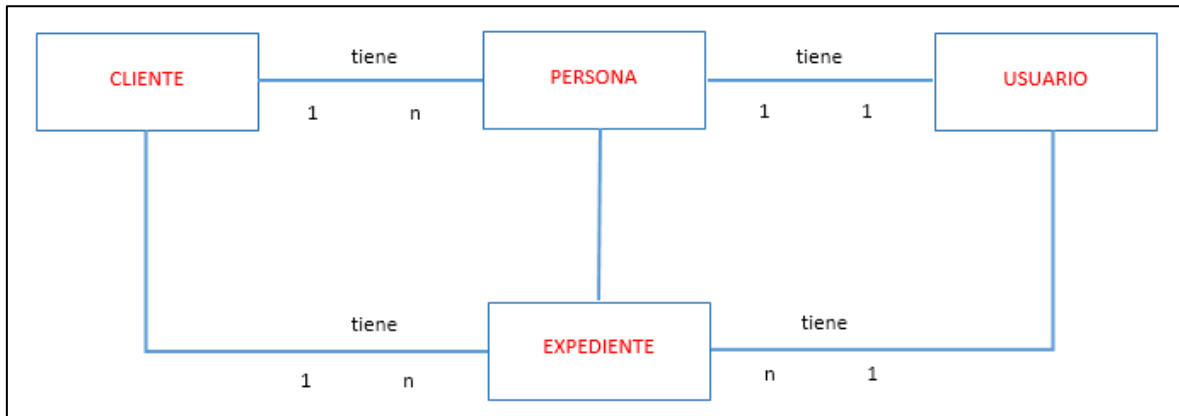 tiene
tiene
CLIENTE
PERSONA
USUARIO
1 n
1 1
tiene
tiene
EXPEDIENTE
1 n
n 1